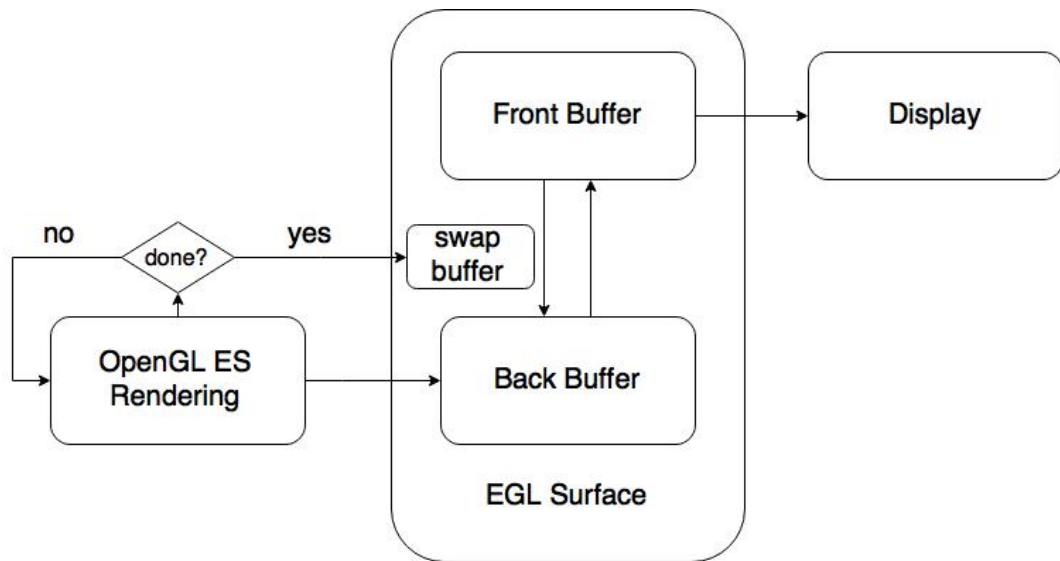 Front Buffer
Display
no
done?
yes
swap
buffer
OpenGL ES
Rendering
Back Buffer
EGL Surface